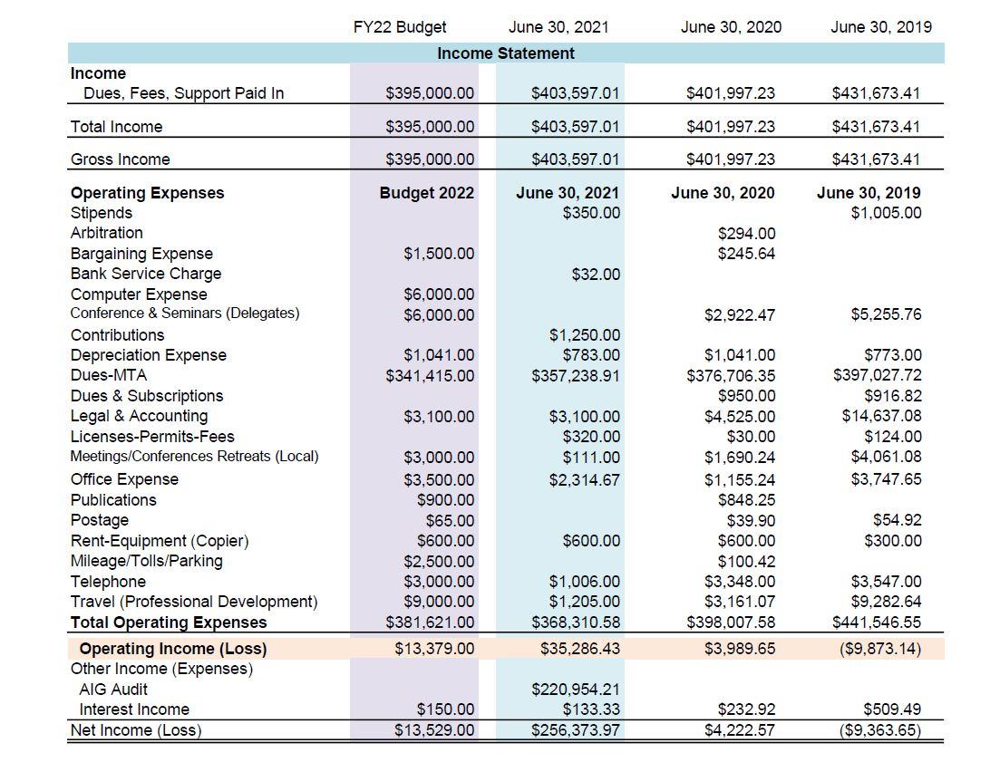 FY22 Budget June 30, 2021 June 30, 2020 June 30, 2019
Income Statement
Income
Dues, Fees, Support Paid In $395,000.00 $403,597.01 $401,997.23 $431,673.41
Total Income $395,000.00 $403,597.01 $401,997.23 $431,673.41
Gross Income $395,000.00 $403,597.01 $401,997.23 $431,673.41
Operating Expenses Budget 2022 June 30, 2021 June 30, 2020 June 30, 2019
Stipends $350.00 $1,005.00
Arbitration $294.00
Bargaining Expense $1,500.00 $245.64
Bank Service Charge $32.00
Computer Expense $6,000.00
Conference & Seminars (Delegates) $6,000.00 $2,922.47 $5,255.76
Contributions $1,250.00
Depreciation Expense $1,041.00 $783.00 $1,041.00 $773.00
Dues-MTA $341,415.00 $357,238.91 $376,706.35 $397,027.72
Dues & Subscriptions $950.00 $916.82
Legal & Accounting $3,100.00 $3,100.00 $4,525.00 $14,637.08
Licenses-Permits-Fees $320.00 $30.00 $124.00
Meetings/Conferences Retreats (Local) $3,000.00 $111.00 $1,690.24 $4,061.08
Office Expense $3,500.00 $2,314.67 $1,155.24 $3,747.65
Publications $900.00 $848.25
Postage $65.00 $39.90 $54.92
Rent-Equipment (Copier) $600.00 $600.00 $600.00 $300.00
Mileage/Tolls/Parking $2,500.00 $100.42
Telephone $3,000.00 $1,006.00 $3,348.00 $3,547.00
Travel (Professional Development) $9,000.00 $1,205.00 $3,161.07 $9,282.64
Total Operating Expenses $381,621.00 $368,310.58 $398,007.58 $441,546.55
Operating Income (Loss) $13,379.00 $35,286.43 $3,989.65 ($9,873.14)
Other Income (Expenses)
AIG Audit $220,954.21
Interest Income $150.00 $133.33 $232.92 $509.49
Net Income (Loss) $13,529.00 $256,373.97 $4,222.57 ($9,363.65)